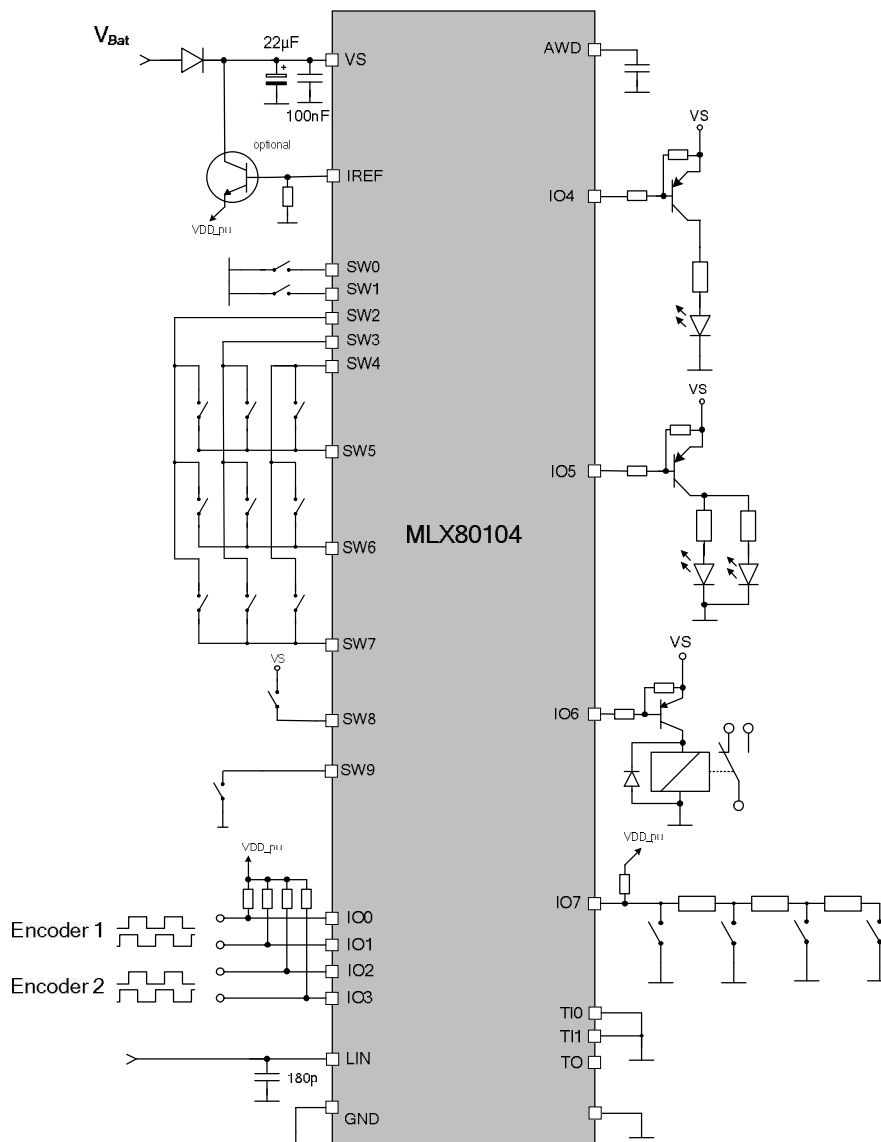 VBat
22µF
VS
100nF
optional
IREF
VDD_pu
SW0
SW1
SW2
SW3
SW4
SW5
SW6
SW7
VS
SW8
SW9
VDD_pu
Encoder 1
IO0
IO1
Encoder 2
IO2
IO3
LIN
180p
GND
MLX80104
AWD
VS
IO4
VS
IO5
VS
IO6
VDD_pu
IO7
TI0
TI1
TO